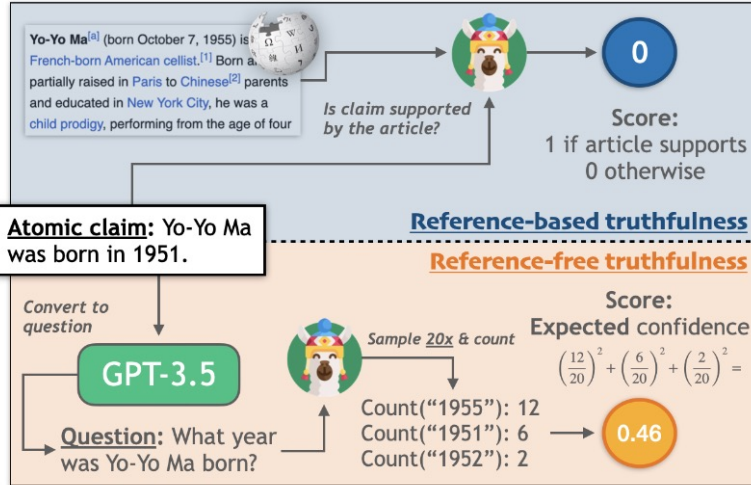 Yo-Yo Ma[a] (born October 7, 1955) is
French-born American cellist.[1] Born
partially raised in Paris to Chinese[2] parents
and educated in New York City, he was a
child prodigy, performing from the age of four
Is claim supported
by the article?
0
Score:
1 if article supports
0 otherwise
Atomic claim: Yo-Yo Ma
was born in 1951.
Reference-based truthfulness
Reference-free truthfulness
Convert to
question
GPT-3.5
Question: What year
was Yo-Yo Ma born?
Sample 20x & count
Count("1955"): 12
Count("1951"): 6
Count("1952"): 2
Score:
Expected confidence
(12/20)² + (6/20)² + (2/20)² =
0.46